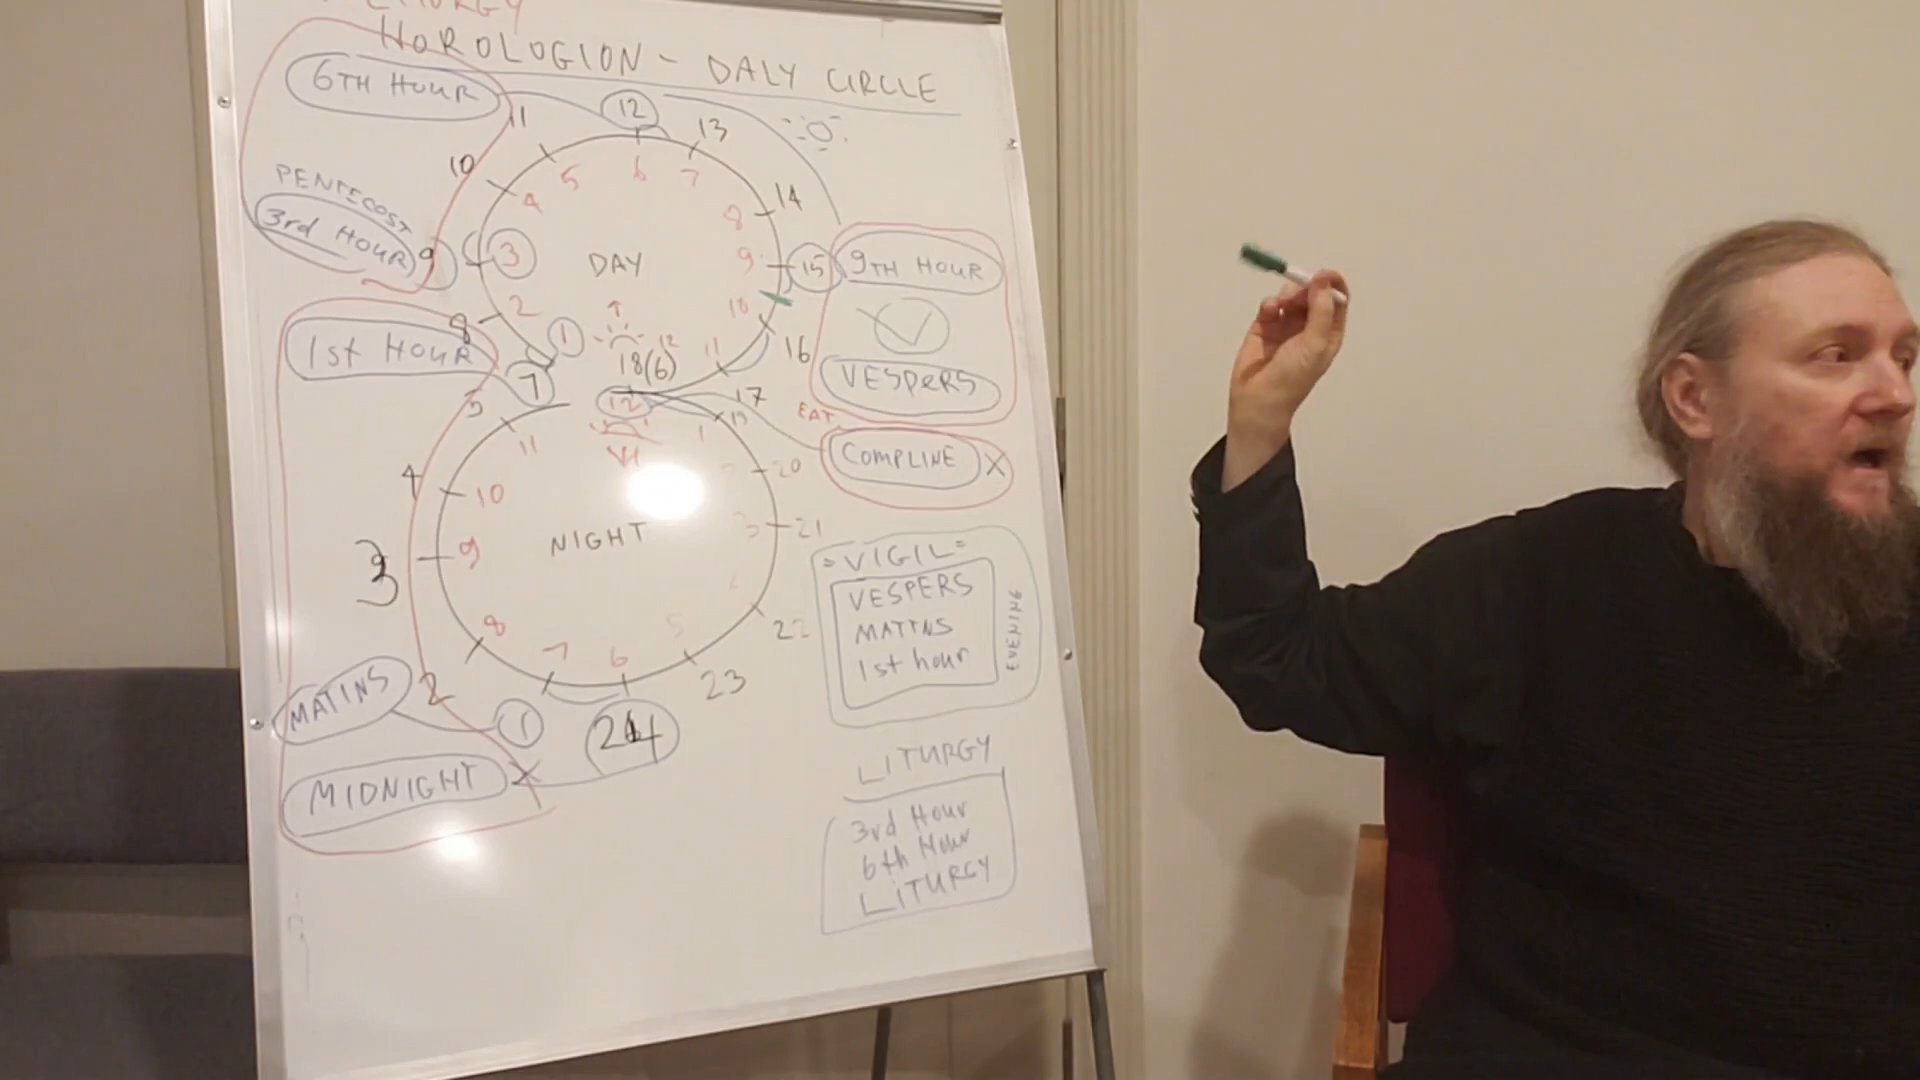 LITURGY
HOROLOGION - DALY CIRCLE
6TH HOUR
11
12
13
10
5
6
7
14
4
8
PENTECOST
3rd HOUR
9
3
DAY
9
15
9TH HOUR
2
10
8
1
1st HOUR
7
18(6)
12
11
16
VESPERS
5
12
17
19
EAT
11
1
COMPLINE X
4
10
20
3
9
NIGHT
3
21
=VIGIL=
VESPERS
MATINS
1st hour
EVENING
8
5
22
7
6
MATINS
2
1
24
23
MIDNIGHT X
LITURGY
3rd Hour
6th Hour
LITURGY